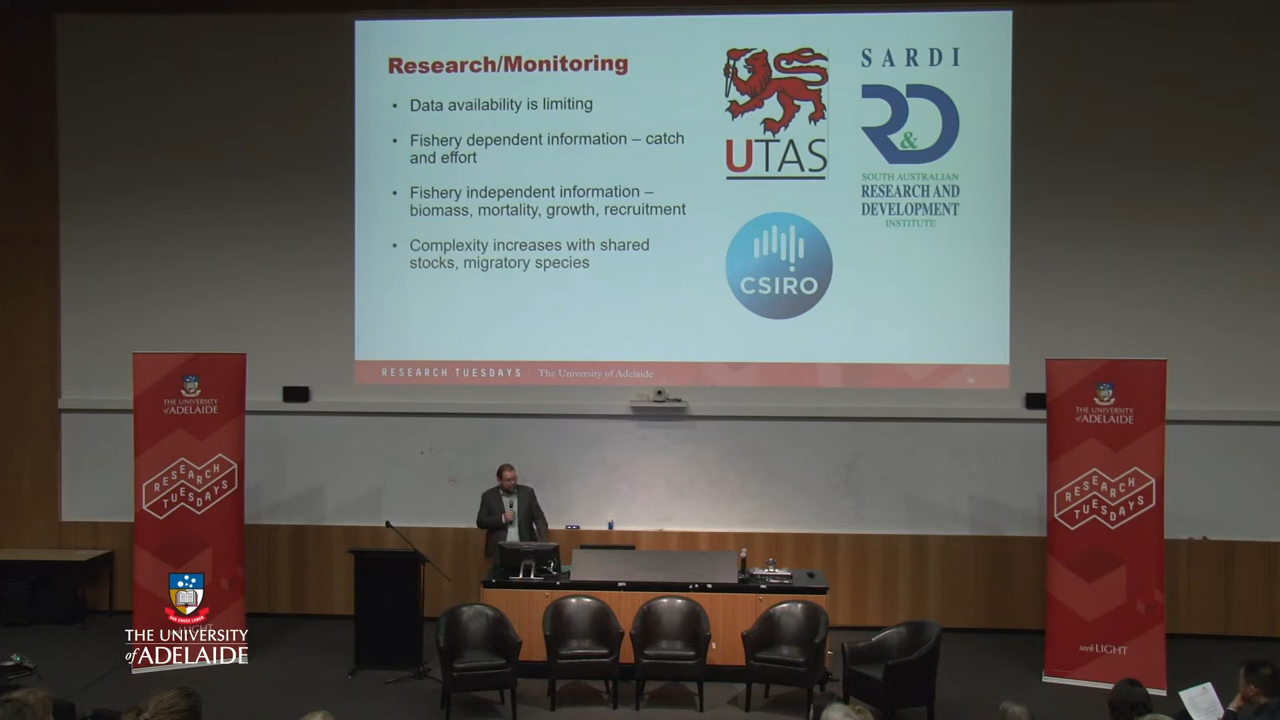 Research/Monitoring
• Data availability is limiting
• Fishery dependent information – catch
and effort
• Fishery independent information –
biomass, mortality, growth, recruitment
• Complexity increases with shared
stocks, migratory species
UTAS
CSIRO
SARDI
R&D
SOUTH AUSTRALIAN
RESEARCH AND
DEVELOPMENT
INSTITUTE
RESEARCH TUESDAYS The University of Adelaide
THE UNIVERSITY
of ADELAIDE
RESEARCH
TUESDAYS
THE UNIVERSITY
of ADELAIDE
THE UNIVERSITY
of ADELAIDE
RESEARCH
TUESDAYS
seek LIGHT